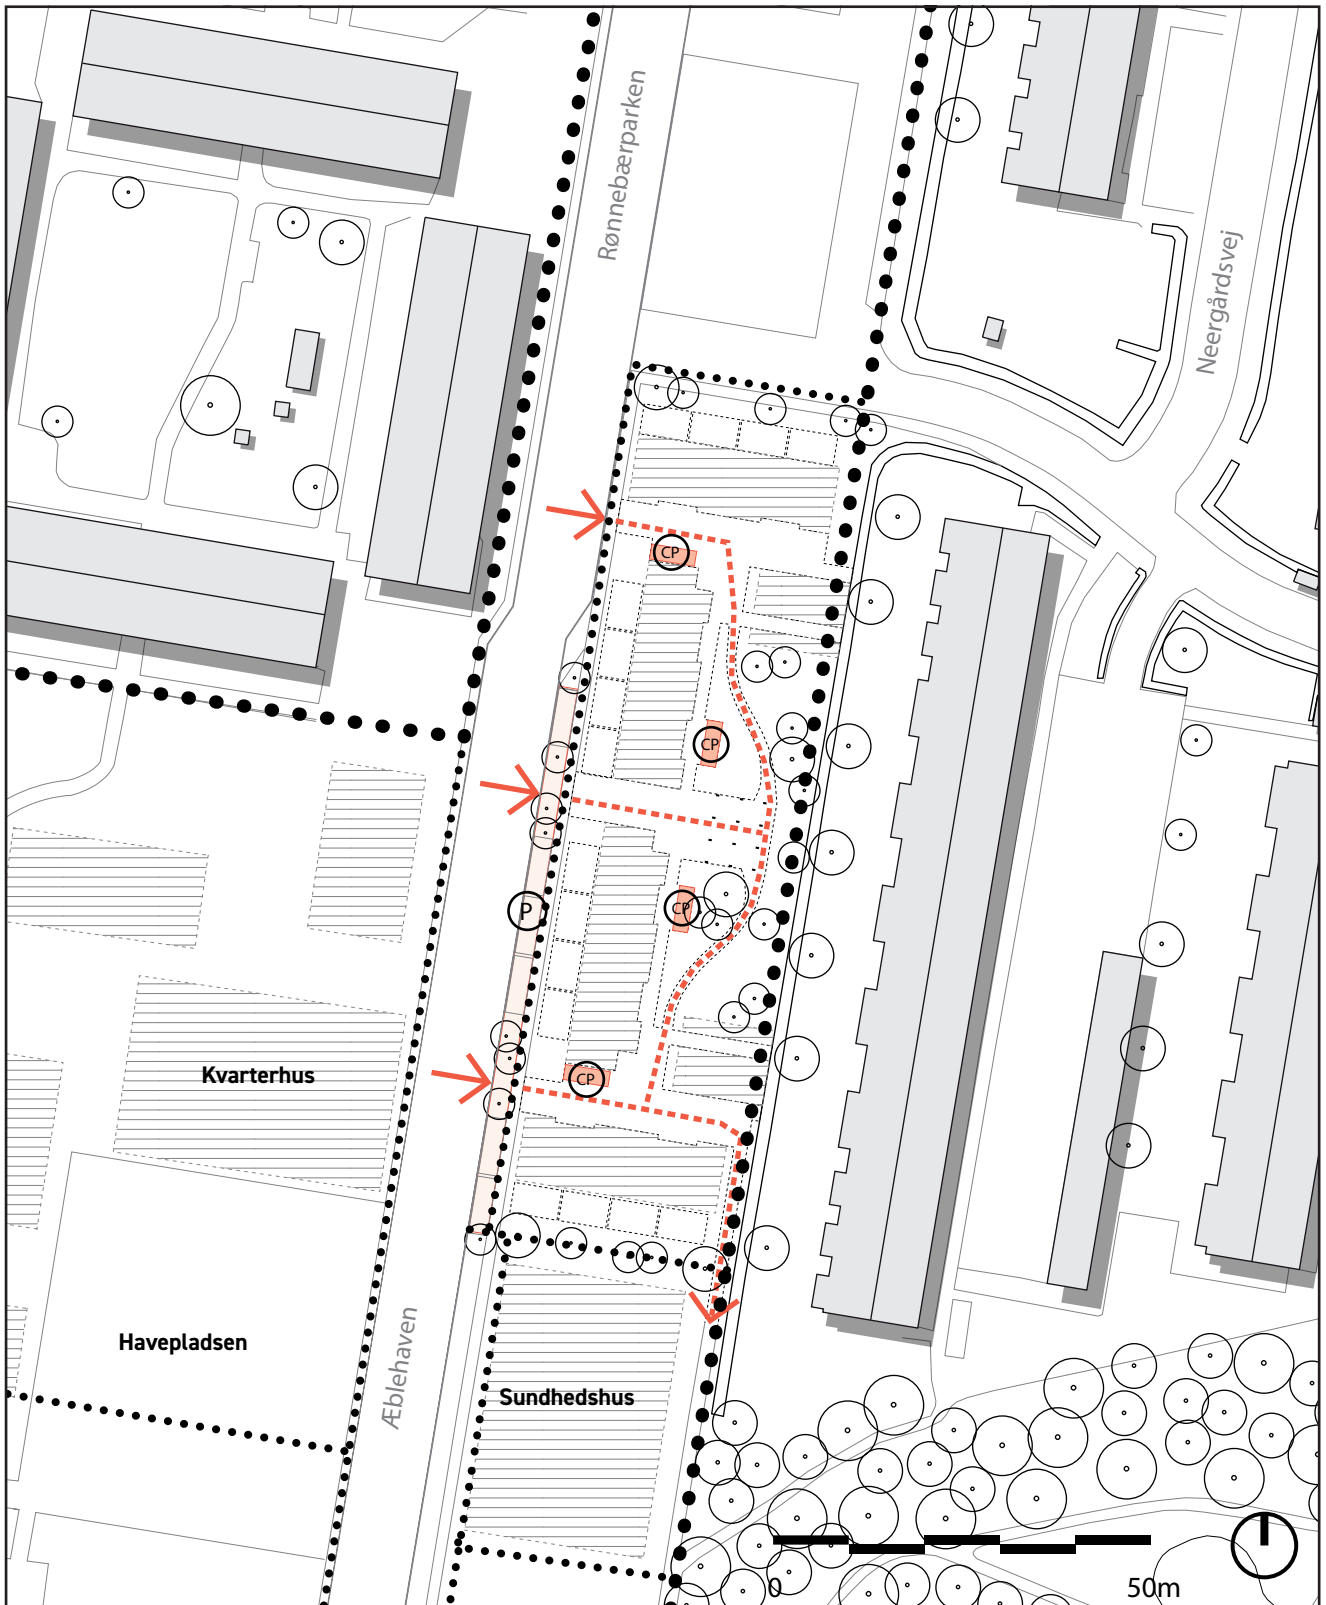 Rønnebærparken
Neergårdsvej
CP
CP
CP
P
CP
Kvarterhus
Havepladsen
Æblehaven
Sundhedshus
0
50m